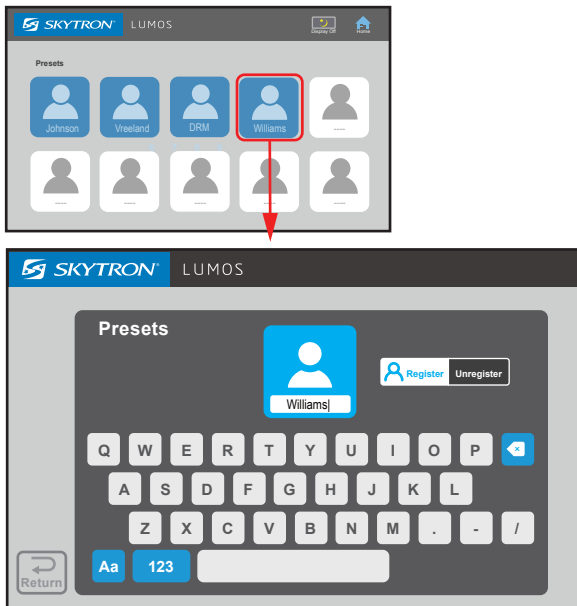 SKYTRON® LUMOS
Display Off Home
Presets
Johnson Vreeland DRM Williams -----
----- ----- ----- ----- -----
SKYTRON® LUMOS
Presets
Register Unregister
Williams|
Q W E R T Y U I O P ×
A S D F G H J K L
Z X C V B N M . - /
Aa 123
Return